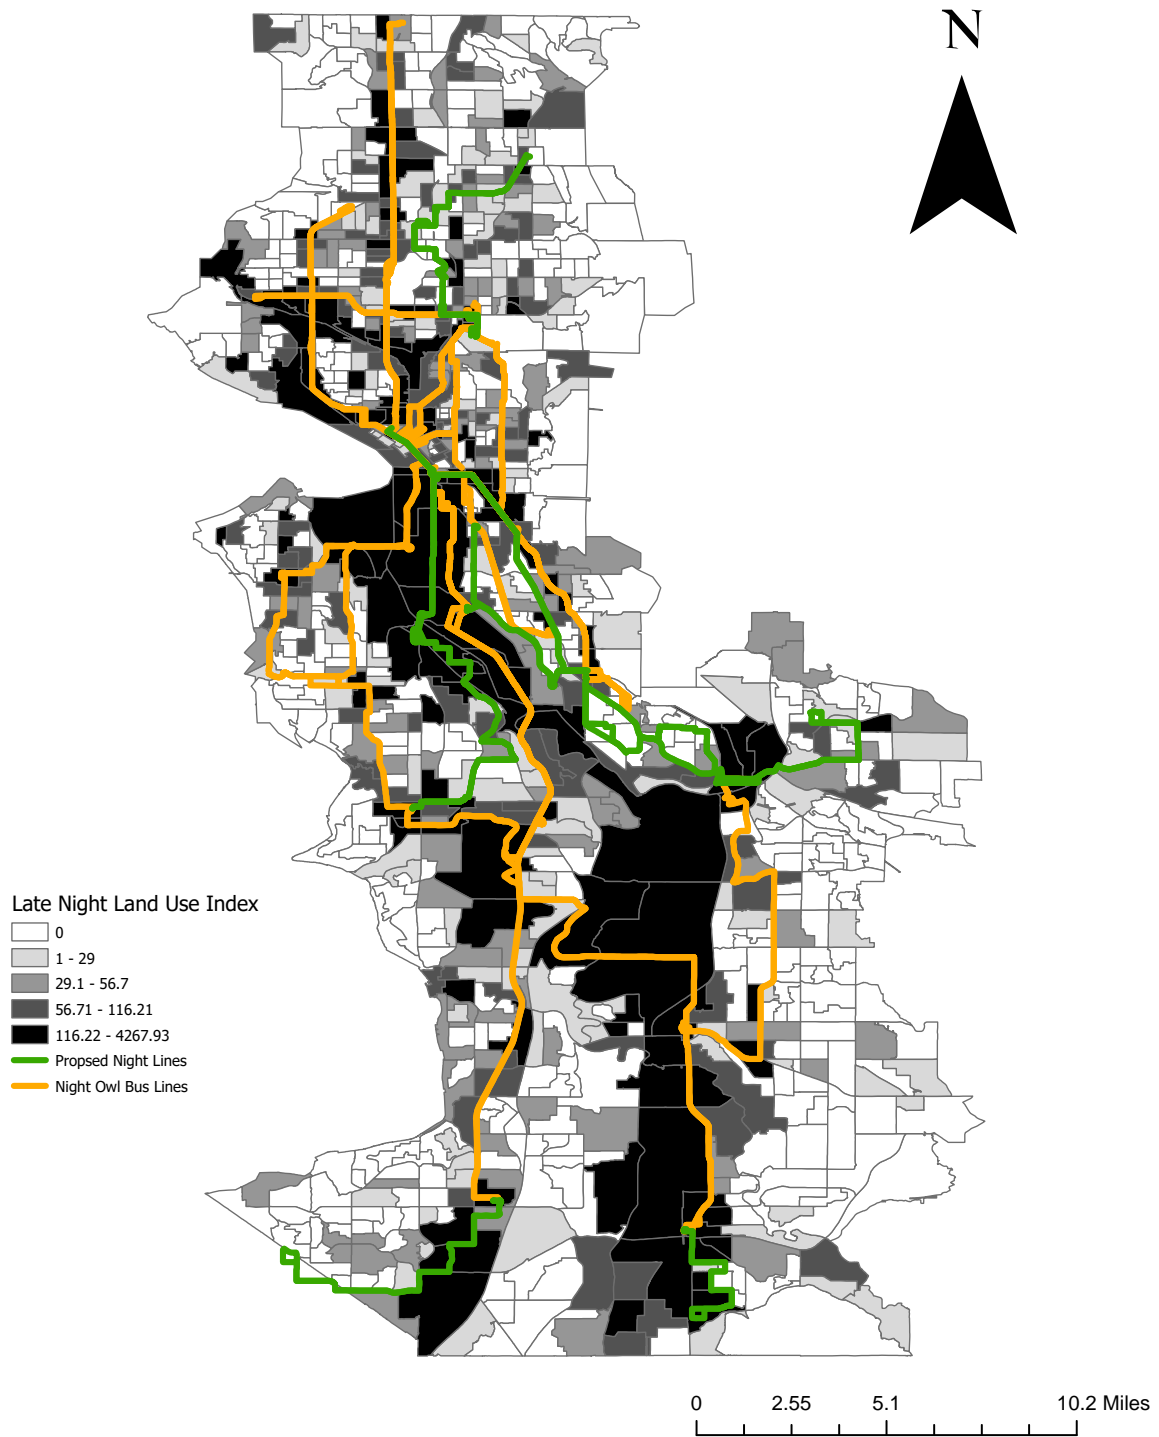 N
Late Night Land Use Index
0
1 - 29
29.1 - 56.7
56.71 - 116.21
116.22 - 4267.93
Propsed Night Lines
Night Owl Bus Lines
0 2.55 5.1 10.2 Miles